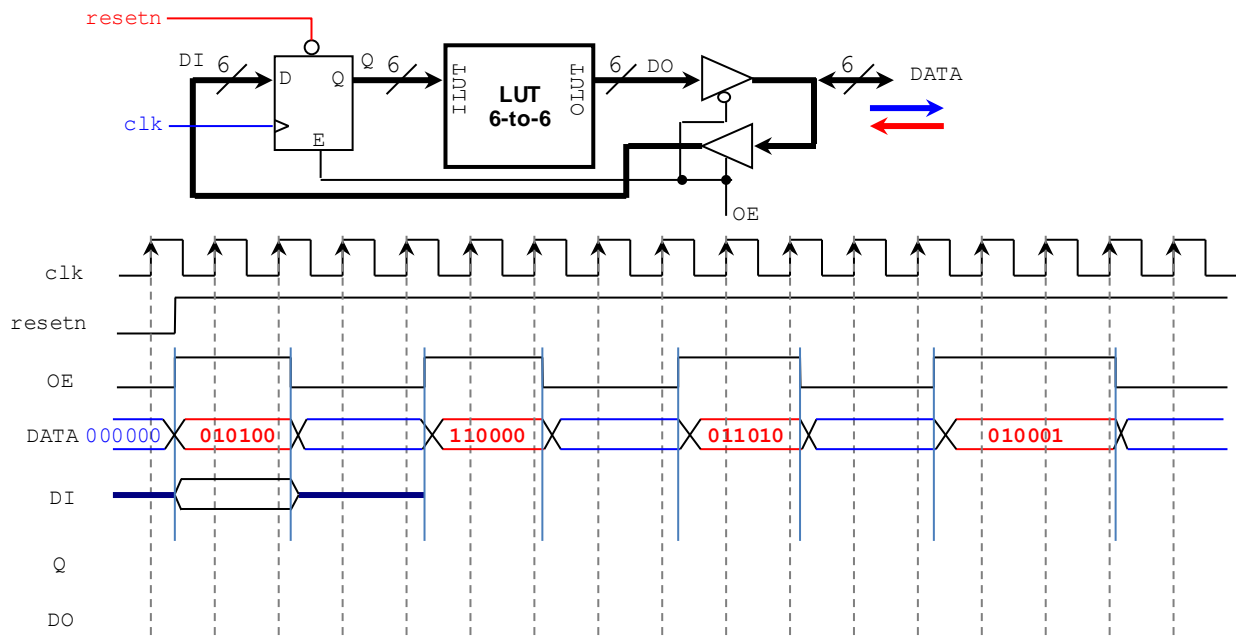 resetn
DI 6 Q 6 6 DO 6 DATA
D Q ILUT LUT OLUT
6-to-6
clk
E
OE
clk
resetn
OE
DATA 000000 010100 110000 011010 010001
DI
Q
DO